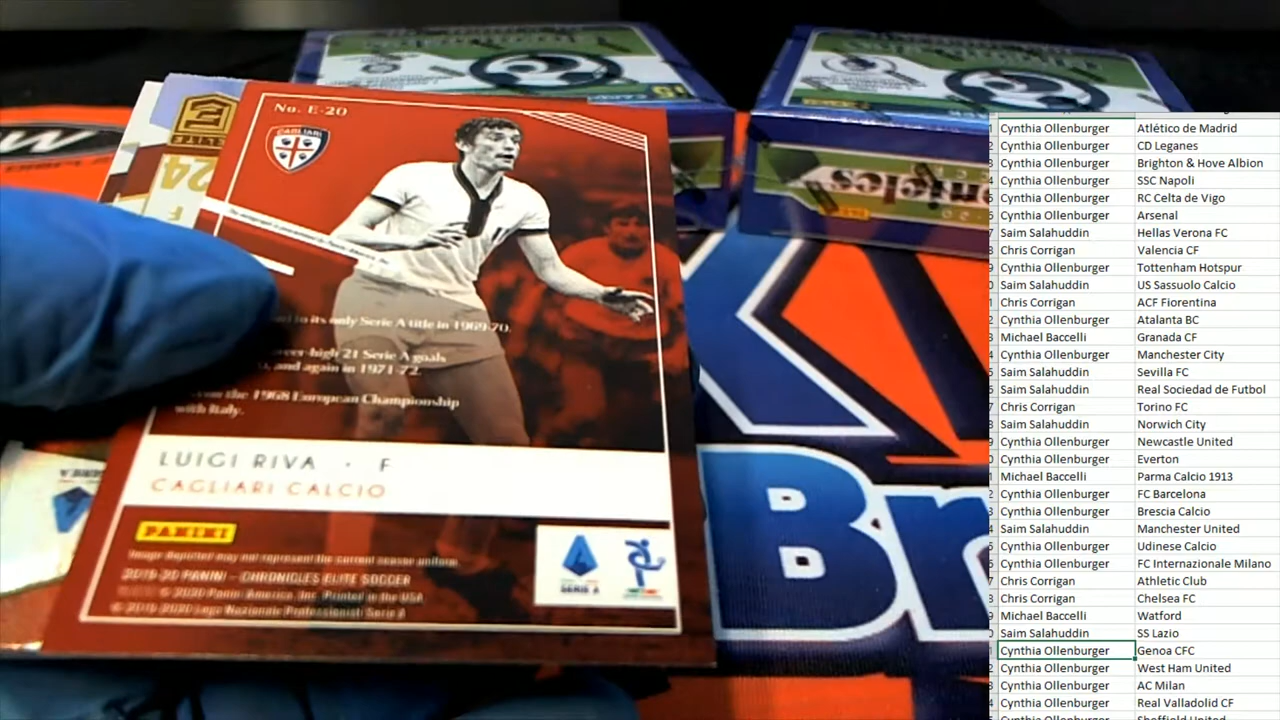 No. E-20
CAGLIARI
ELITE
24
to its only Serie A title in 1969-70.
21 Serie A goals
, and again in 1971-72.
the 1968 European Championship
with Italy.
LUIGI RIVA · F
CAGLIARI CALCIO
PANINI
Image depicted may not represent the current season uniform.
2019-20 PANINI – CHRONICLES ELITE SOCCER
© 2020 Panini America, Inc. Printed in the USA
© 2019-2020 Lega Nazionale Professionisti Serie A
SERIE A
W
Br
Cynthia Ollenburger Atlético de Madrid
Cynthia Ollenburger CD Leganes
Cynthia Ollenburger Brighton & Hove Albion
Cynthia Ollenburger SSC Napoli
Cynthia Ollenburger RC Celta de Vigo
Cynthia Ollenburger Arsenal
Saim Salahuddin Hellas Verona FC
Chris Corrigan Valencia CF
Cynthia Ollenburger Tottenham Hotspur
Saim Salahuddin US Sassuolo Calcio
Chris Corrigan ACF Fiorentina
Cynthia Ollenburger Atalanta BC
Michael Baccelli Granada CF
Cynthia Ollenburger Manchester City
Saim Salahuddin Sevilla FC
Saim Salahuddin Real Sociedad de Futbol
Chris Corrigan Torino FC
Saim Salahuddin Norwich City
Cynthia Ollenburger Newcastle United
Cynthia Ollenburger Everton
Michael Baccelli Parma Calcio 1913
Cynthia Ollenburger FC Barcelona
Cynthia Ollenburger Brescia Calcio
Saim Salahuddin Manchester United
Cynthia Ollenburger Udinese Calcio
Cynthia Ollenburger FC Internazionale Milano
Chris Corrigan Athletic Club
Chris Corrigan Chelsea FC
Michael Baccelli Watford
Saim Salahuddin SS Lazio
Cynthia Ollenburger Genoa CFC
Cynthia Ollenburger West Ham United
Cynthia Ollenburger AC Milan
Cynthia Ollenburger Real Valladolid CF
Cynthia Ollenburger Sheffield United